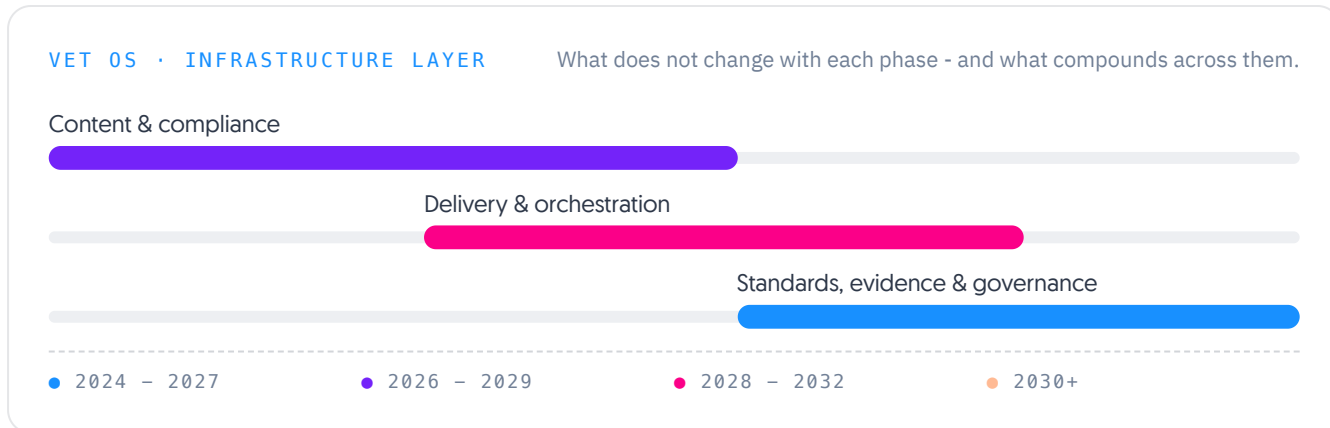 VET OS · INFRASTRUCTURE LAYER
What does not change with each phase - and what compounds across them.
Content & compliance
Delivery & orchestration
Standards, evidence & governance
2024 – 2027
2026 – 2029
2028 – 2032
2030+